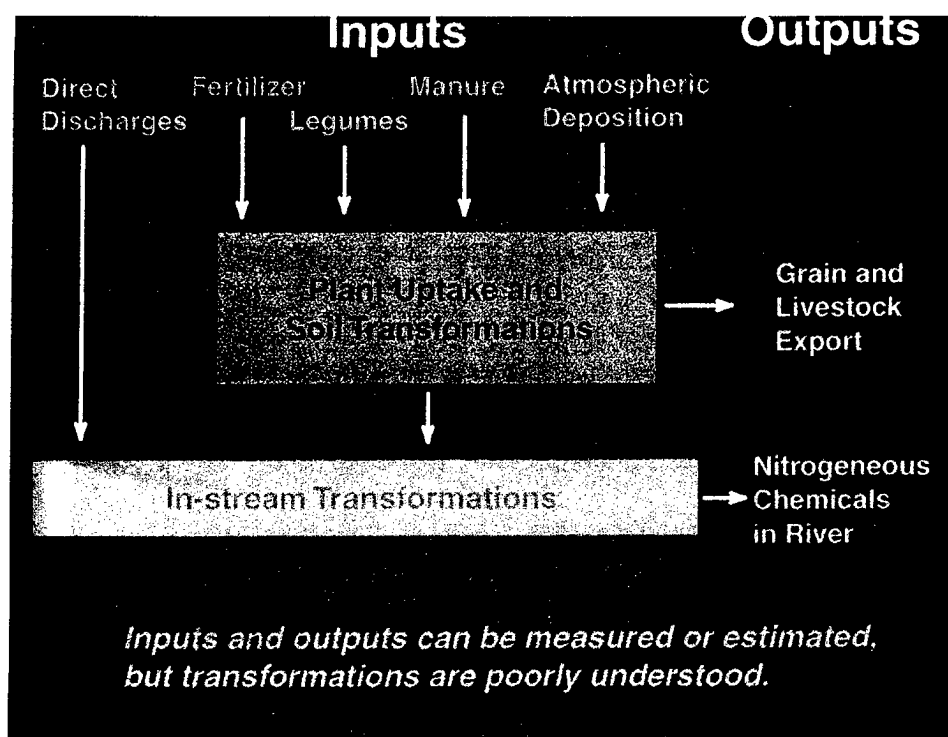 Inputs
Outputs
Direct
Discharges
Fertilizer
Legumes
Manure
Atmospheric
Deposition
Plant Uptake and
Soil Transformations
Grain and
Livestock
Export
In-stream Transformations
Nitrogeneous
Chemicals
in River
Inputs and outputs can be measured or estimated,
but transformations are poorly understood.